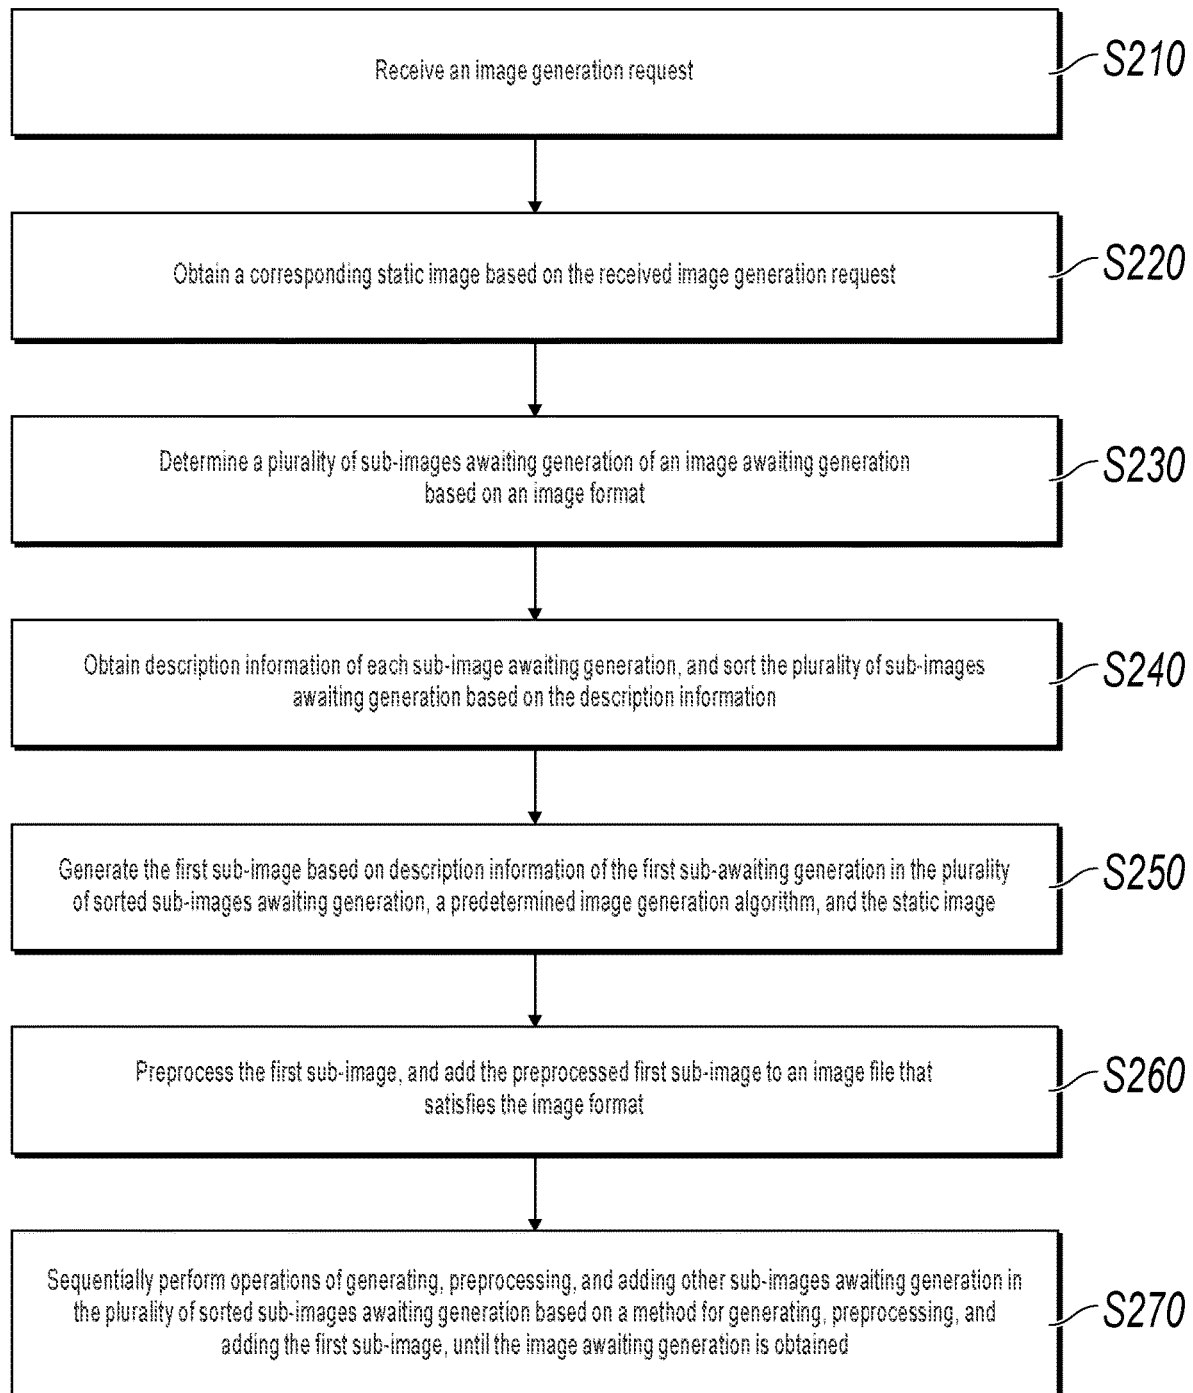 Receive an image generation request
S210
Obtain a corresponding static image based on the received image generation request
S220
Determine a plurality of sub-images awaiting generation of an image awaiting generation
based on an image format
S230
Obtain description information of each sub-image awaiting generation, and sort the plurality of sub-images
awaiting generation based on the description information
S240
Generate the first sub-image based on description information of the first sub-awaiting generation in the plurality
of sorted sub-images awaiting generation, a predetermined image generation algorithm, and the static image
S250
Preprocess the first sub-image, and add the preprocessed first sub-image to an image file that
satisfies the image format
S260
Sequentially perform operations of generating, preprocessing, and adding other sub-images awaiting generation in
the plurality of sorted sub-images awaiting generation based on a method for generating, preprocessing, and
adding the first sub-image, until the image awaiting generation is obtained
S270